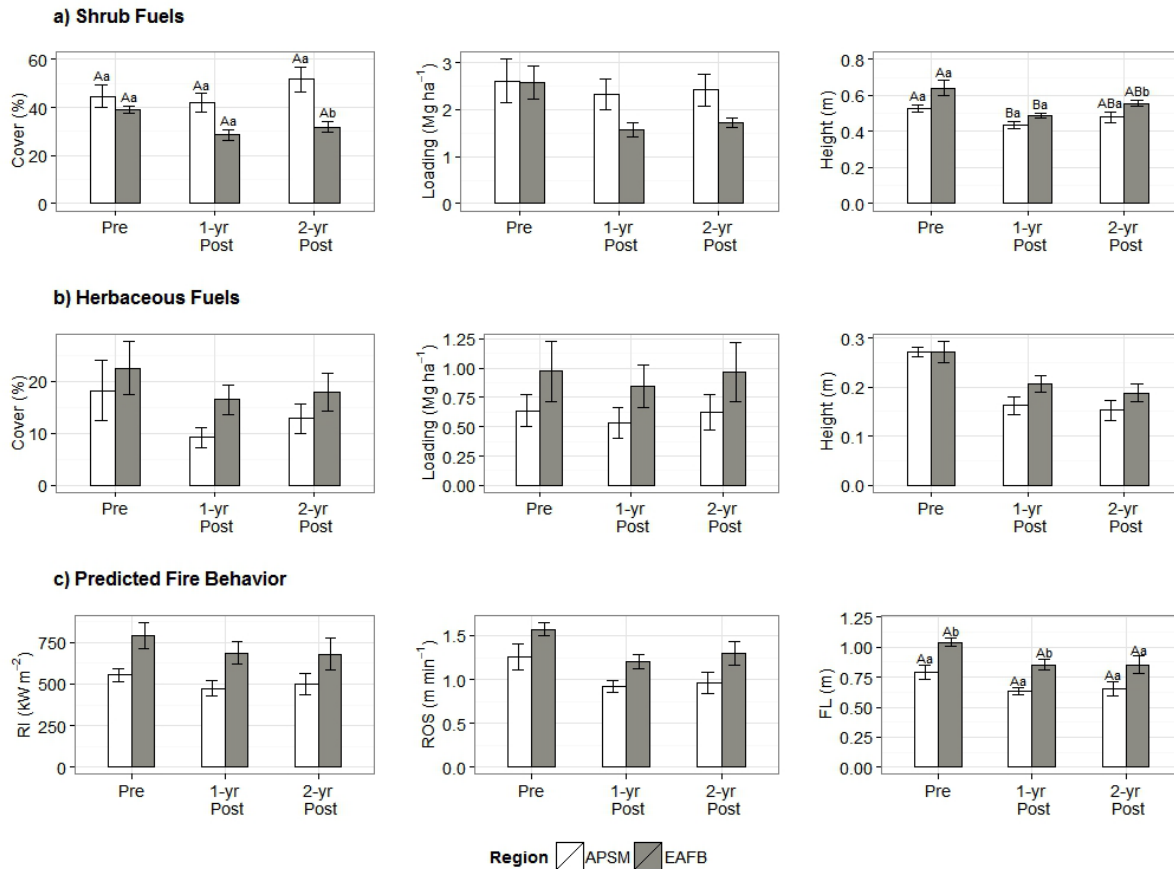 a) Shrub Fuels
Cover (%)
60
40
20
0
Aa
Aa
Aa
Aa
Aa
Ab
Pre
1-yr
Post
2-yr
Post
Loading (Mg ha⁻¹)
3
2
1
0
Pre
1-yr
Post
2-yr
Post
Height (m)
0.8
0.6
0.4
0.2
0.0
Aa
Aa
Ba
Ba
ABa
ABb
Pre
1-yr
Post
2-yr
Post
b) Herbaceous Fuels
Cover (%)
20
10
0
Pre
1-yr
Post
2-yr
Post
Loading (Mg ha⁻¹)
1.25
1.00
0.75
0.50
0.25
0.00
Pre
1-yr
Post
2-yr
Post
Height (m)
0.3
0.2
0.1
0.0
Pre
1-yr
Post
2-yr
Post
c) Predicted Fire Behavior
RI (kW m⁻²)
750
500
250
0
Pre
1-yr
Post
2-yr
Post
ROS (m min⁻¹)
1.5
1.0
0.5
0.0
Pre
1-yr
Post
2-yr
Post
FL (m)
1.25
1.00
0.75
0.50
0.25
0.00
Aa
Ab
Aa
Ab
Aa
Aa
Pre
1-yr
Post
2-yr
Post
Region APSM EAFB